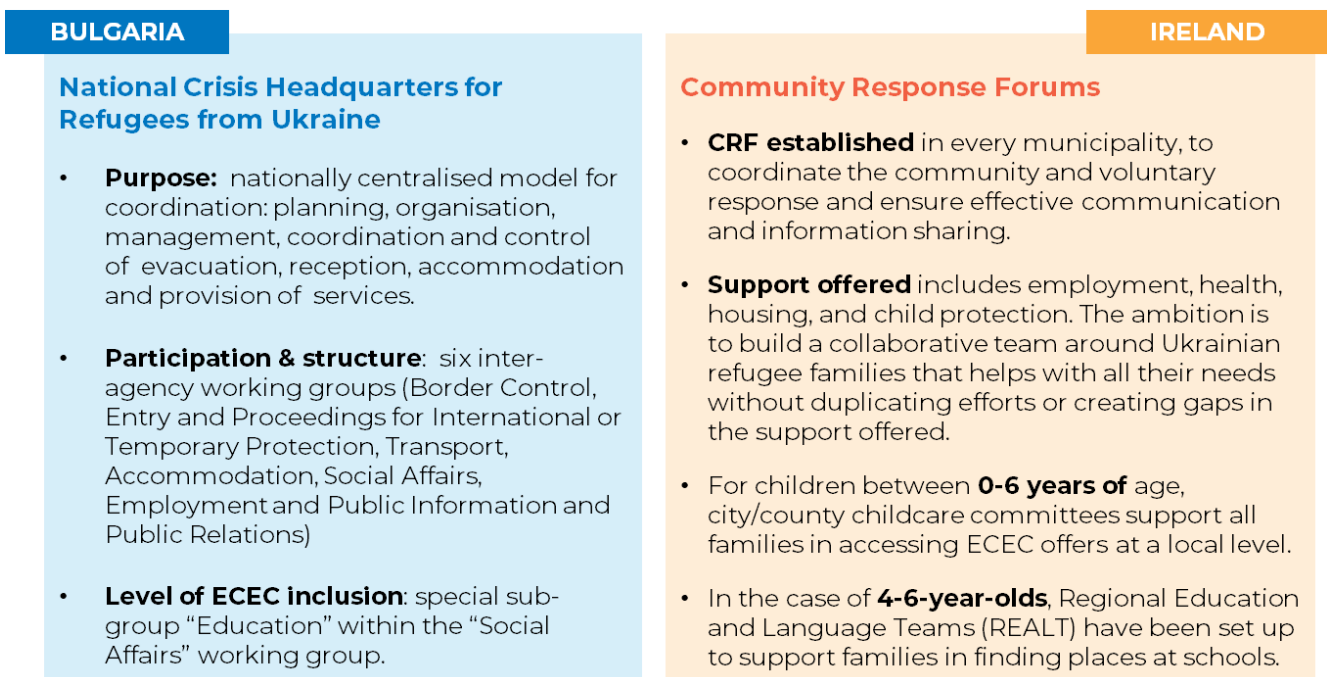 BULGARIA
National Crisis Headquarters for
Refugees from Ukraine
• Purpose: nationally centralised model for
coordination: planning, organisation,
management, coordination and control
of evacuation, reception, accommodation
and provision of services.
• Participation & structure: six inter-
agency working groups (Border Control,
Entry and Proceedings for International or
Temporary Protection, Transport,
Accommodation, Social Affairs,
Employment and Public Information and
Public Relations)
• Level of ECEC inclusion: special sub-
group “Education” within the “Social
Affairs” working group.
IRELAND
Community Response Forums
• CRF established in every municipality, to
coordinate the community and voluntary
response and ensure effective communication
and information sharing.
• Support offered includes employment, health,
housing, and child protection. The ambition is
to build a collaborative team around Ukrainian
refugee families that helps with all their needs
without duplicating efforts or creating gaps in
the support offered.
• For children between 0-6 years of age,
city/county childcare committees support all
families in accessing ECEC offers at a local level.
• In the case of 4-6-year-olds, Regional Education
and Language Teams (REALT) have been set up
to support families in finding places at schools.